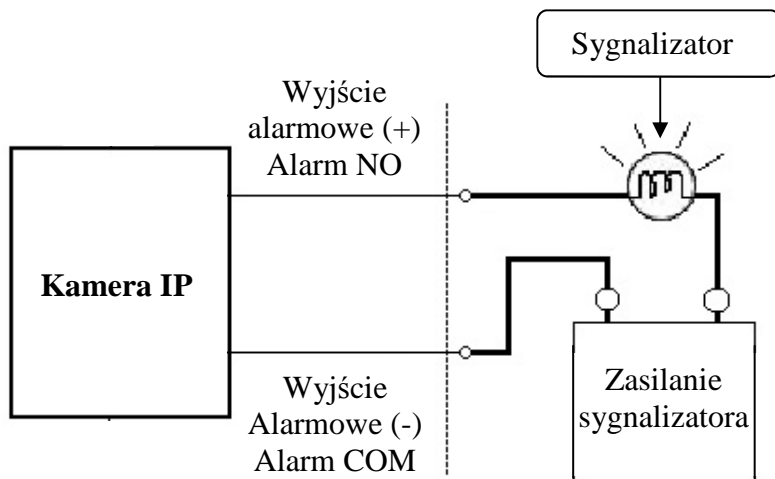 Sygnalizator
Wyjście
alarmowe (+)
Alarm NO
Kamera IP
Wyjście
Alarmowe (-)
Alarm COM
Zasilanie
sygnalizatora